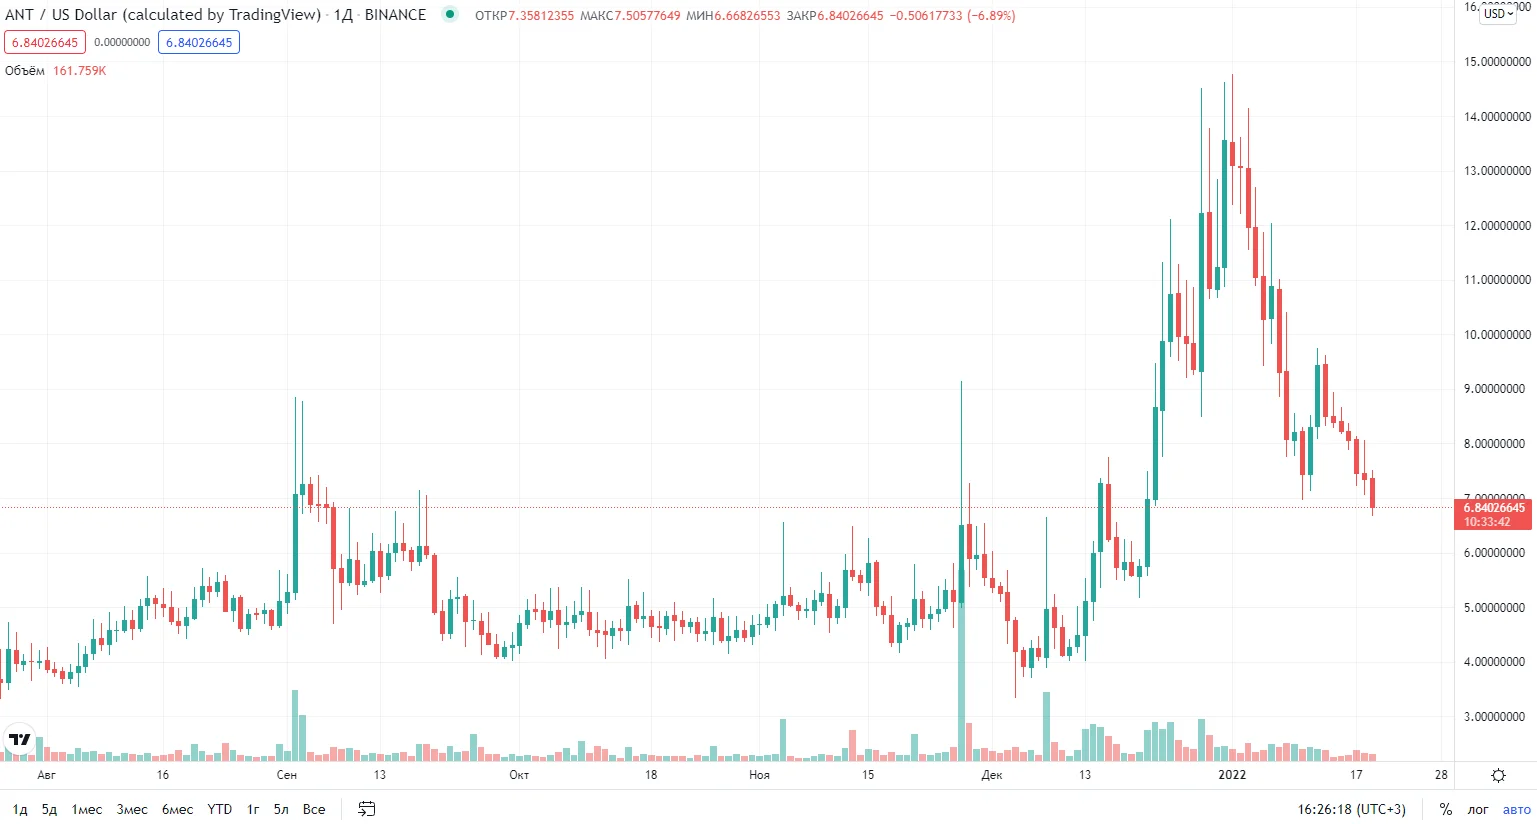 ANT / US Dollar (calculated by TradingView) · 1Д · BINANCE ОТКР7.35812355 МАКС7.50577649 МИН6.66826553 ЗАКР6.84026645 −0.50617733 (−6.89%)
6.84026645 0.00000000 6.84026645
Объём 161.759K
16.00000000
USD
15.00000000
14.00000000
13.00000000
12.00000000
11.00000000
10.00000000
9.00000000
8.00000000
7.00000000
6.84026645
10:33:42
6.00000000
5.00000000
4.00000000
3.00000000
Авг 16 Сен 13 Окт 18 Ноя 15 Дек 13 2022 17 28
1д 5д 1мес 3мес 6мес YTD 1г 5л Все 16:26:18 (UTC+3) % лог авто